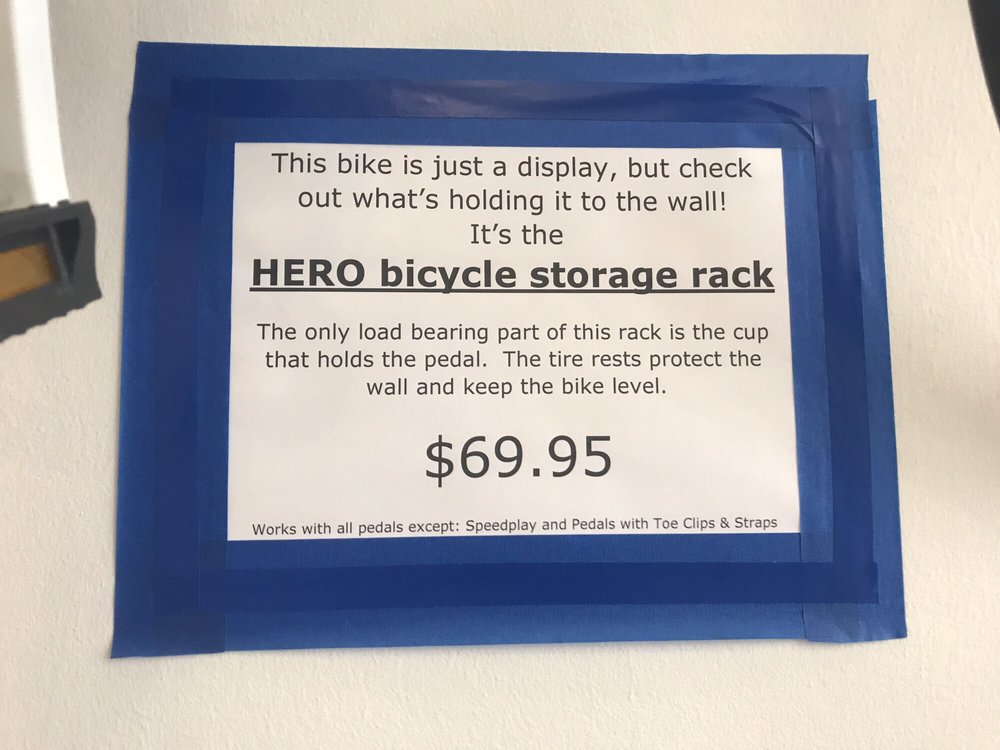 This bike is just a display, but check
out what's holding it to the wall!
It's the
HERO bicycle storage rack
The only load bearing part of this rack is the cup
that holds the pedal.  The tire rests protect the
wall and keep the bike level.
$69.95
Works with all pedals except: Speedplay and Pedals with Toe Clips & Straps